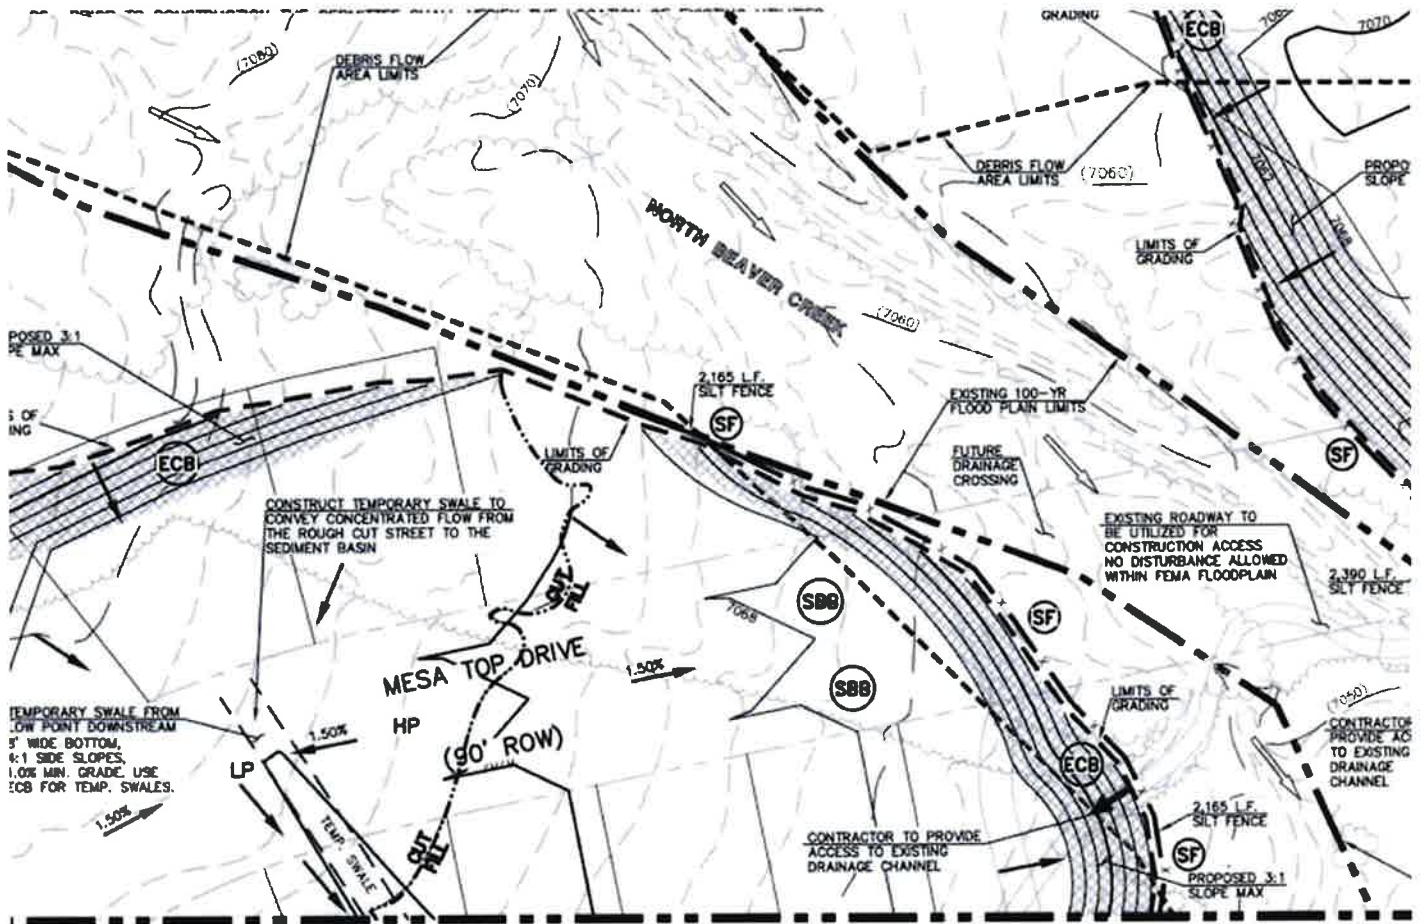 GRADING
ECB
7070
(7080)
DEBRIS FLOW
AREA LIMITS
(7070)
DEBRIS FLOW
AREA LIMITS
(7060)
7068
LIMITS OF
GRADING
NORTH BEAVER CREEK
(7060)
2,165 L.F.
SILT FENCE
SF
EXISTING 100-YR
FLOOD PLAIN LIMITS
SF
ECB
LIMITS OF
GRADING
FUTURE
DRAINAGE
CROSSING
CONSTRUCT TEMPORARY SWALE TO
CONVEY CONCENTRATED FLOW FROM
THE ROUGH CUT STREET TO THE
SEDIMENT BASIN
EXISTING ROADWAY TO
BE UTILIZED FOR
CONSTRUCTION ACCESS
NO DISTURBANCE ALLOWED
WITHIN FEMA FLOODPLAIN
2,390 L.F.
SILT FENCE
CUT
FILL
SBB
7068
SF
MESA TOP DRIVE
1.50%
SBB
HP
(90' ROW)
LIMITS OF
GRADING
(7050)
TEMPORARY SWALE FROM
LOW POINT DOWNSTREAM
WIDE BOTTOM,
4:1 SIDE SLOPES,
1.0% MIN. GRADE. USE
ECB FOR TEMP. SWALES.
1.50%
LP
ECB
CONTRACTOR
PROVIDE
TO EXISTING
DRAINAGE
CHANNEL
1.50%
TEMP. SWALE
CUT
FILL
2,165 L.F.
SILT FENCE
CONTRACTOR TO PROVIDE
ACCESS TO EXISTING
DRAINAGE CHANNEL
SF
PROPOSED 3:1
SLOPE MAX